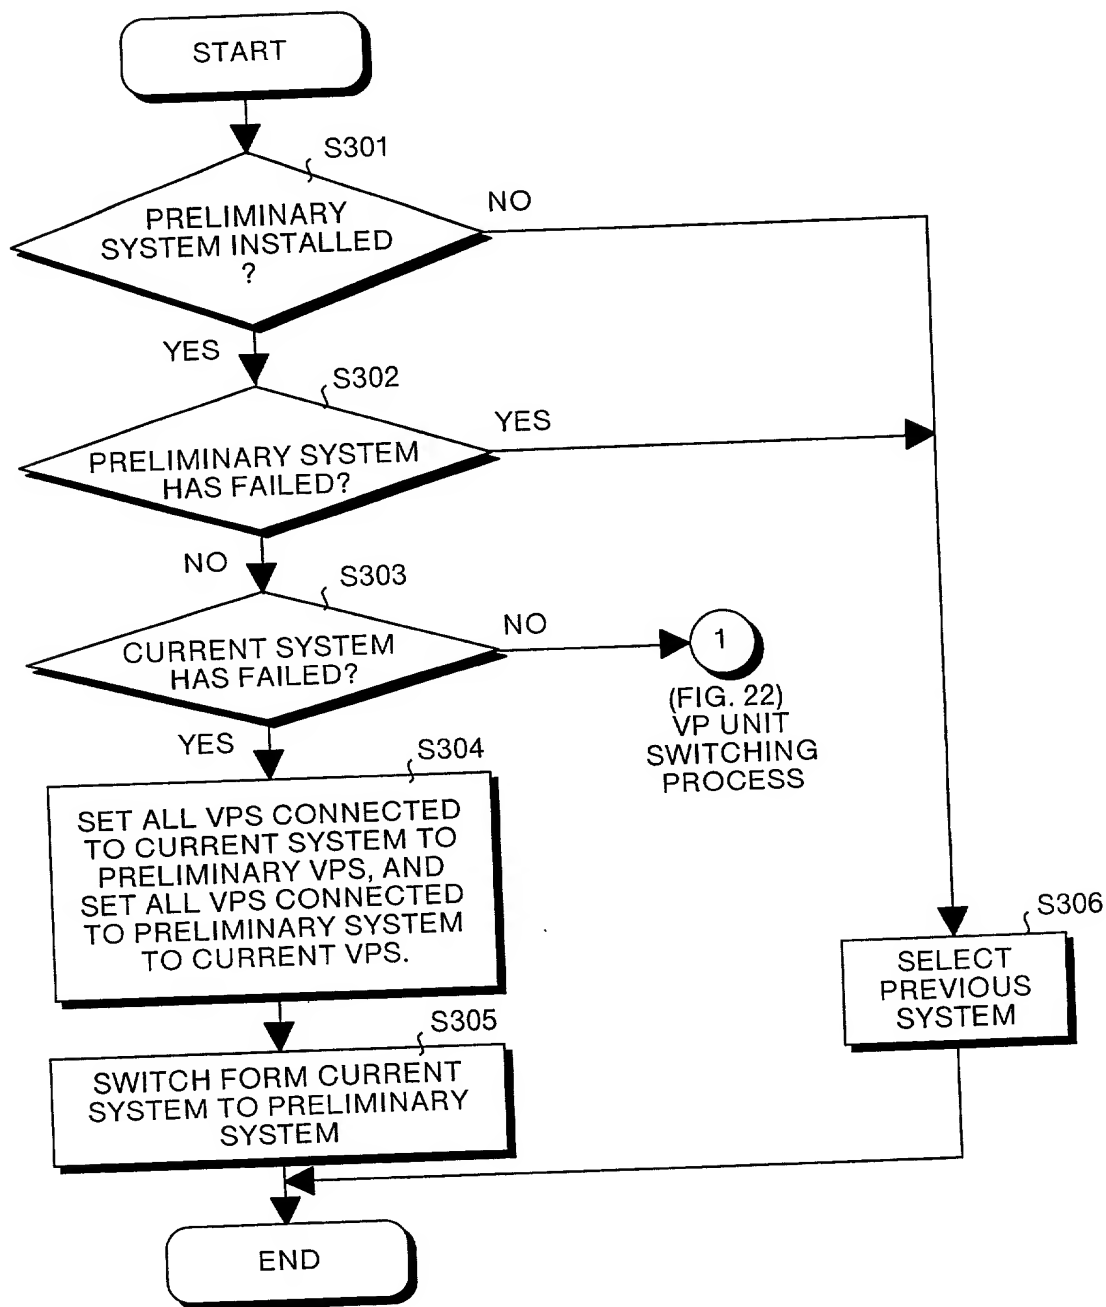 START
S301
PRELIMINARY
SYSTEM INSTALLED
?
NO
YES
S302
PRELIMINARY SYSTEM
HAS FAILED?
YES
NO
S303
CURRENT SYSTEM
HAS FAILED?
NO
1
(FIG. 22)
VP UNIT
SWITCHING
PROCESS
YES
S304
SET ALL VPS CONNECTED
TO CURRENT SYSTEM TO
PRELIMINARY VPS, AND
SET ALL VPS CONNECTED
TO PRELIMINARY SYSTEM
TO CURRENT VPS.
S306
SELECT
PREVIOUS
SYSTEM
S305
SWITCH FORM CURRENT
SYSTEM TO PRELIMINARY
SYSTEM
END